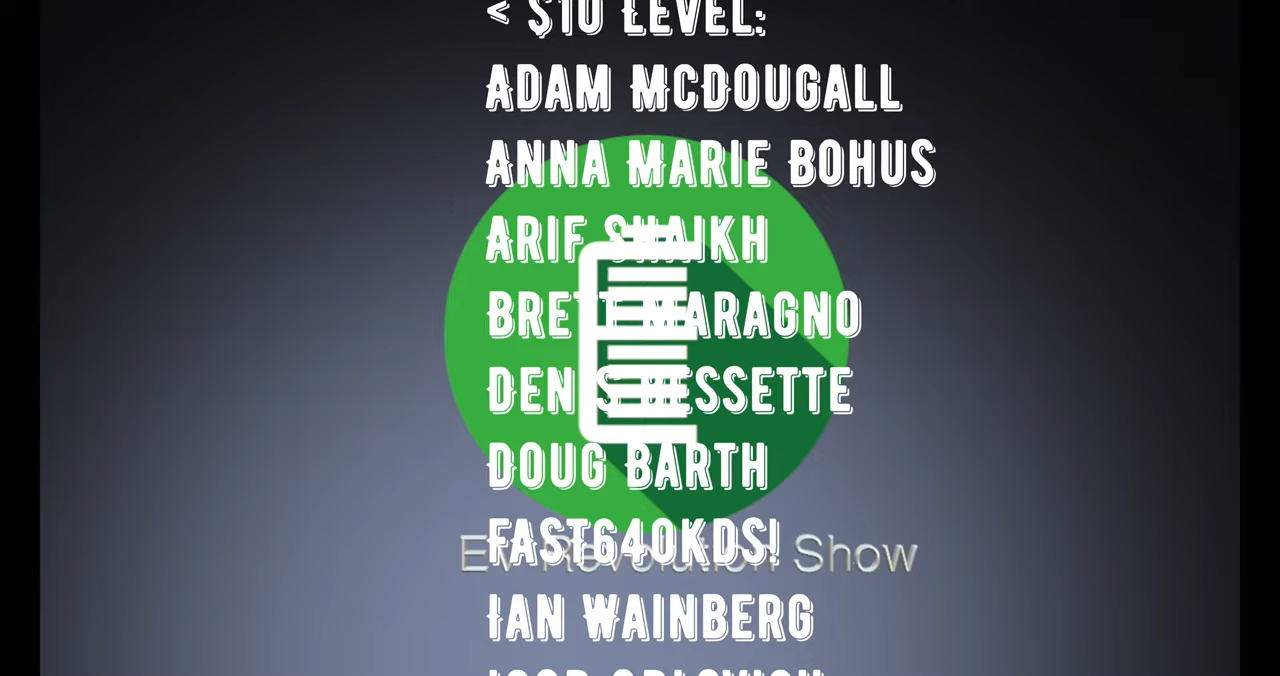 < $10 LEVEL:
ADAM MCDOUGALL
ANNA MARIE BOHUS
ARIF SHAIKH
BRETT MARAGNO
DENIS BESSETTE
DOUG BARTH
FAST640KDS!
EV Revolution Show
IAN WAINBERG